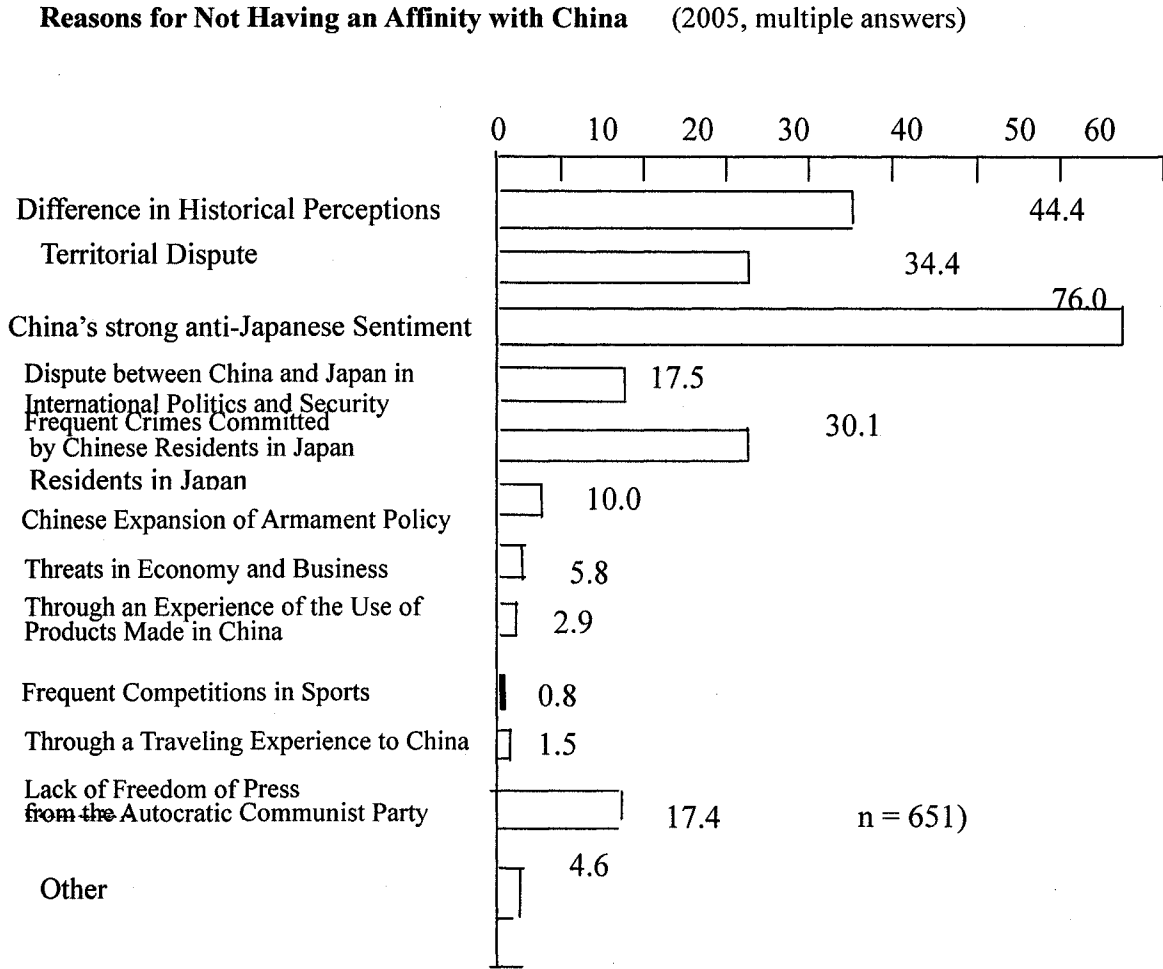 Reasons for Not Having an Affinity with China (2005, multiple answers)
0 10 20 30 40 50 60
Difference in Historical Perceptions 44.4
Territorial Dispute 34.4
76.0
China's strong anti-Japanese Sentiment
Dispute between China and Japan in
International Politics and Security 17.5
Frequent Crimes Committed
by Chinese Residents in Japan 30.1
Residents in Japan
Chinese Expansion of Armament Policy 10.0
Threats in Economy and Business 5.8
Through an Experience of the Use of
Products Made in China 2.9
Frequent Competitions in Sports 0.8
Through a Traveling Experience to China 1.5
Lack of Freedom of Press
from the Autocratic Communist Party 17.4 n = 651)
4.6
Other